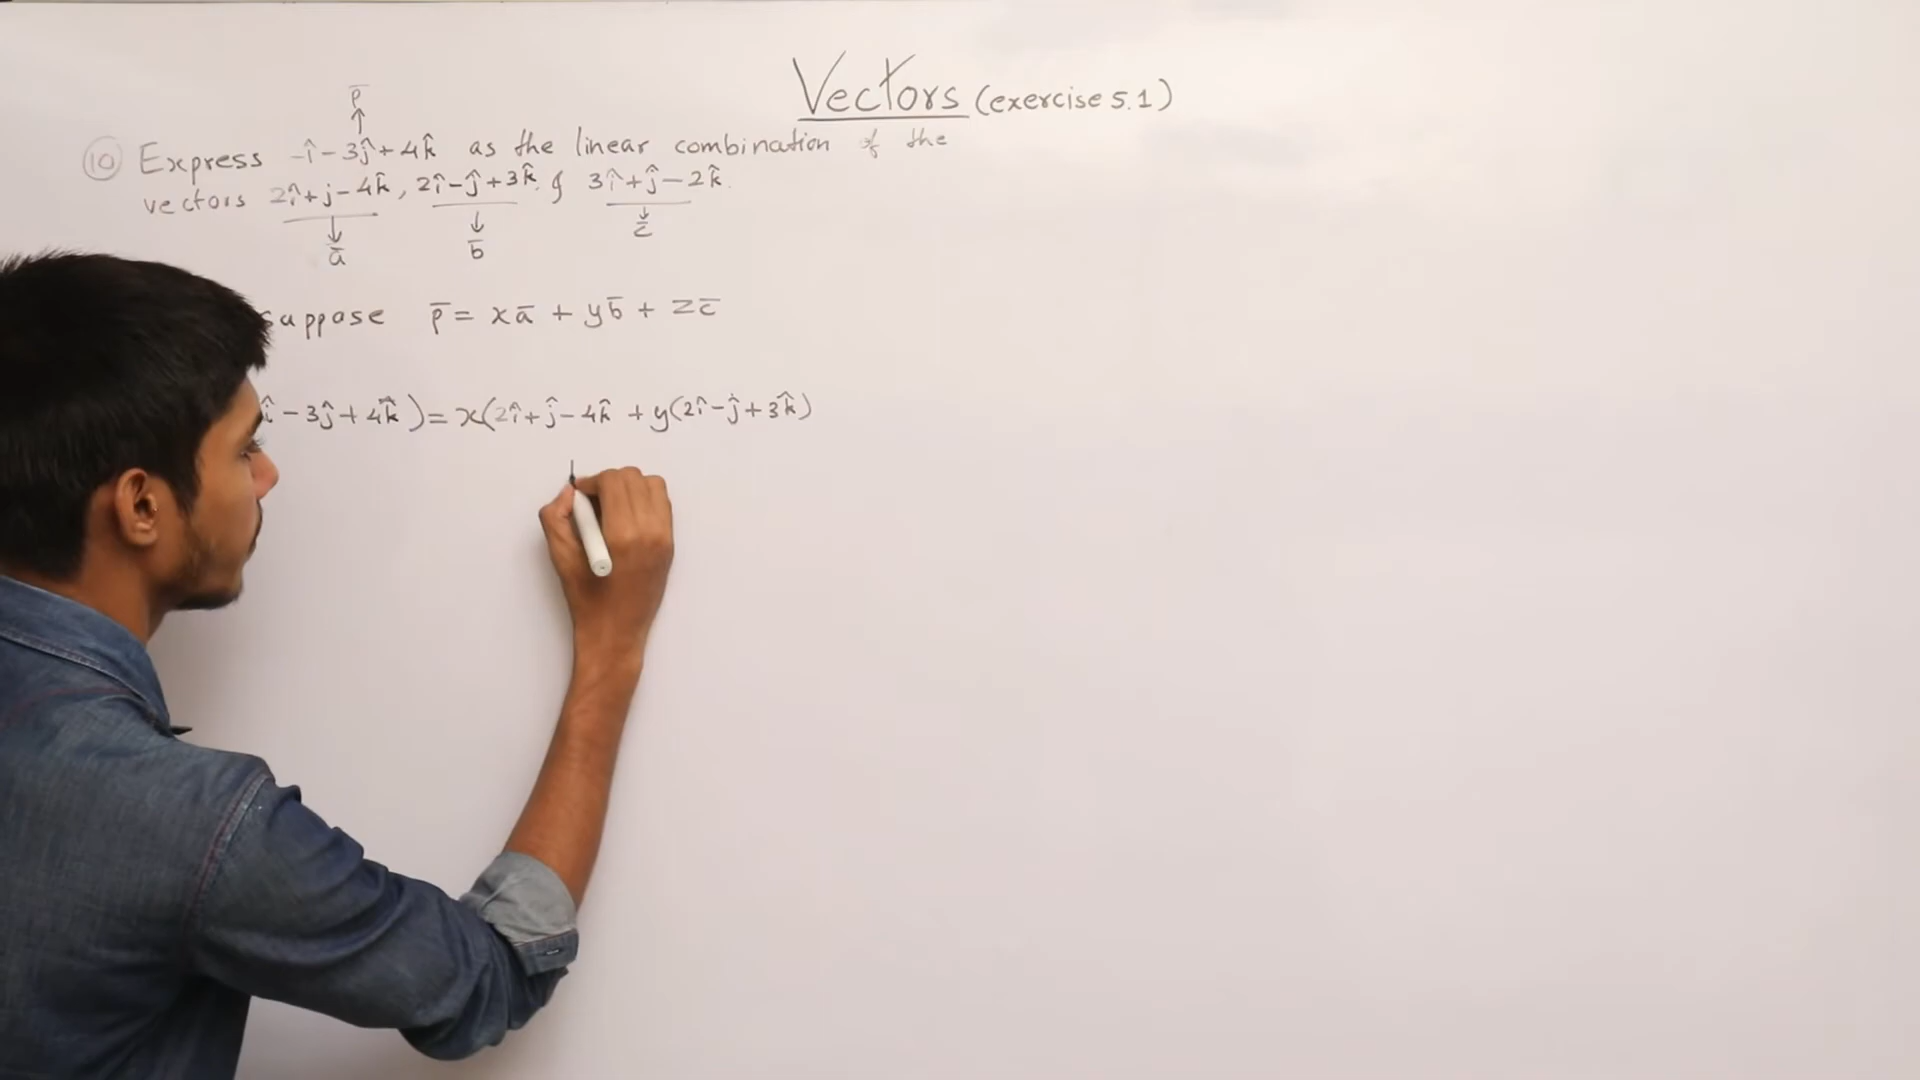 Vectors (exercise 5.1)
p̄
↑
⑩ Express -î-3ĵ+4k̂ as the linear combination of the
vectors 2î+j-4k̂, 2î-ĵ+3k̂ & 3î+ĵ-2k̂.
↓ ↓ ↓
ā b̄ c̄
suppose p̄ = xā + yb̄ + zc̄
î-3ĵ+4k̂)=x(2î+ĵ-4k̂ +y(2î-ĵ+3k̂)